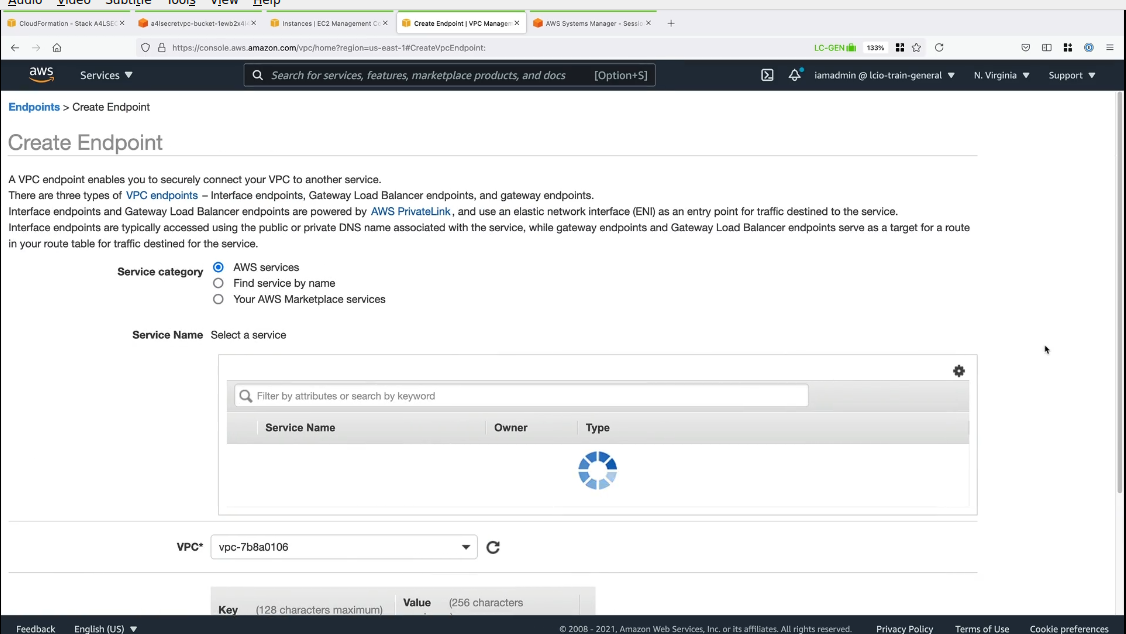 Audio Video Subtitle Tools View Help
CloudFormation - Stack A4LSEC
a4lsecretvpc-bucket-1ewb2x4i
Instances | EC2 Management Co
Create Endpoint | VPC Manage
AWS Systems Manager - Sessio
https://console.aws.amazon.com/vpc/home?region=us-east-1#CreateVpcEndpoint:
LC-GEN
133%
aws
Services
Search for services, features, marketplace products, and docs
[Option+S]
iamadmin @ lcio-train-general
N. Virginia
Support
Endpoints > Create Endpoint
Create Endpoint
A VPC endpoint enables you to securely connect your VPC to another service.
There are three types of VPC endpoints – Interface endpoints, Gateway Load Balancer endpoints, and gateway endpoints.
Interface endpoints and Gateway Load Balancer endpoints are powered by AWS PrivateLink, and use an elastic network interface (ENI) as an entry point for traffic destined to the service.
Interface endpoints are typically accessed using the public or private DNS name associated with the service, while gateway endpoints and Gateway Load Balancer endpoints serve as a target for a route
in your route table for traffic destined for the service.
Service category
AWS services
Find service by name
Your AWS Marketplace services
Service Name Select a service
Filter by attributes or search by keyword
Service Name Owner Type
VPC* vpc-7b8a0106
Key (128 characters maximum) Value (256 characters
Feedback English (US) © 2008 - 2021, Amazon Web Services, Inc. or its affiliates. All rights reserved. Privacy Policy Terms of Use Cookie preferences